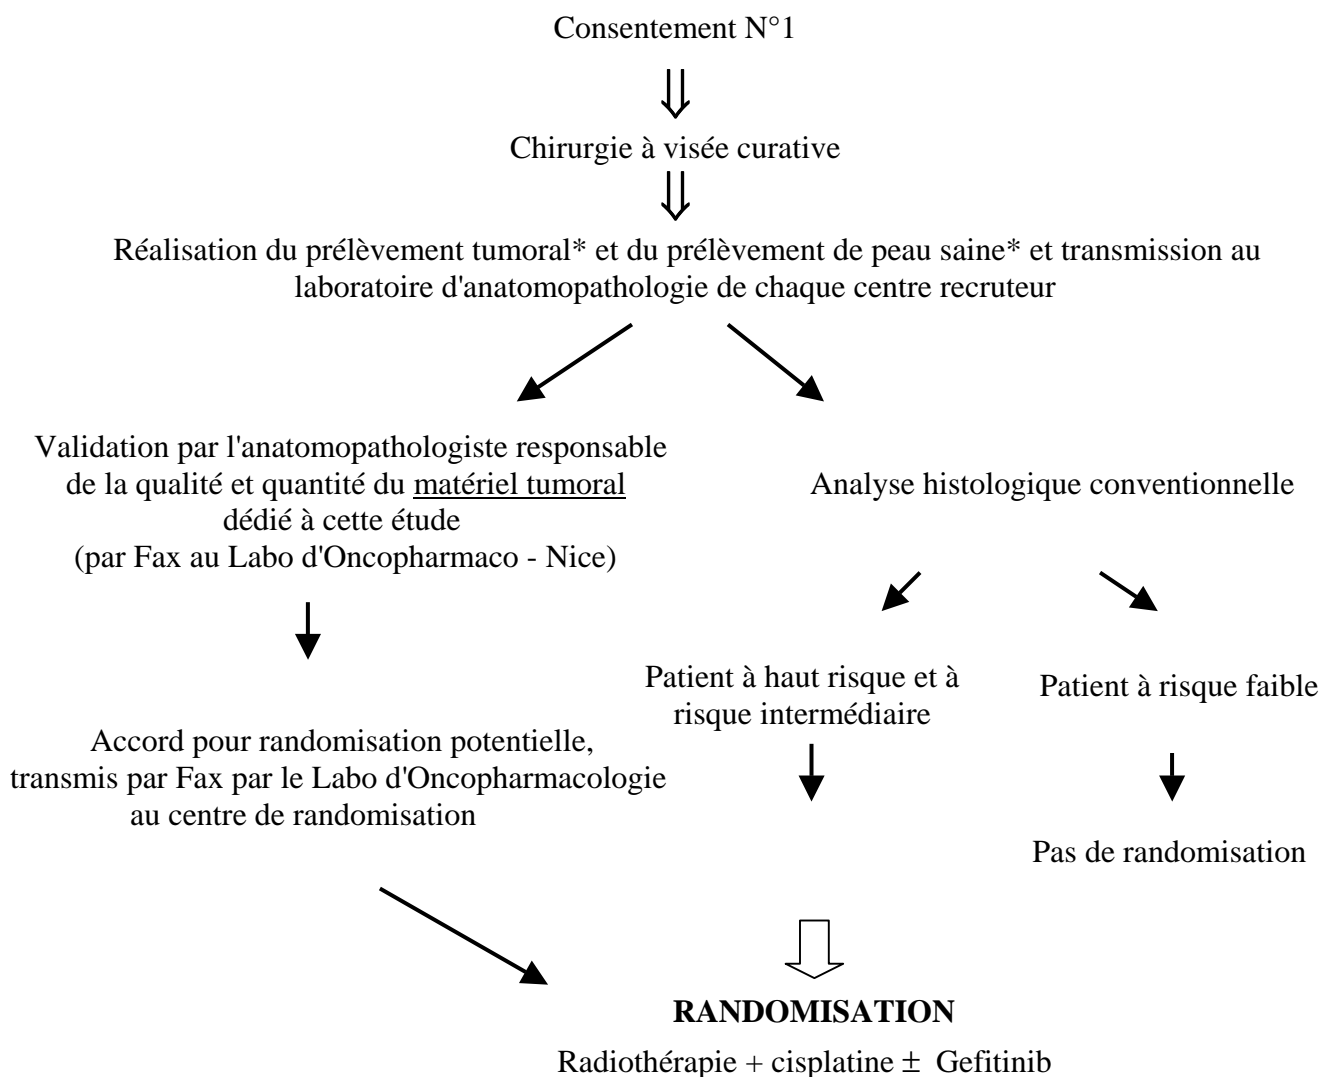 Consentement N°1
Chirurgie à visée curative
Réalisation du prélèvement tumoral* et du prélèvement de peau saine* et transmission au
laboratoire d'anatomopathologie de chaque centre recruteur
Validation par l'anatomopathologiste responsable
de la qualité et quantité du matériel tumoral
dédié à cette étude
(par Fax au Labo d'Oncopharmaco - Nice)
Analyse histologique conventionnelle
Accord pour randomisation potentielle,
transmis par Fax par le Labo d'Oncopharmacologie
au centre de randomisation
Patient à haut risque et à
risque intermédiaire
Patient à risque faible
Pas de randomisation
RANDOMISATION
Radiothérapie + cisplatine ± Gefitinib